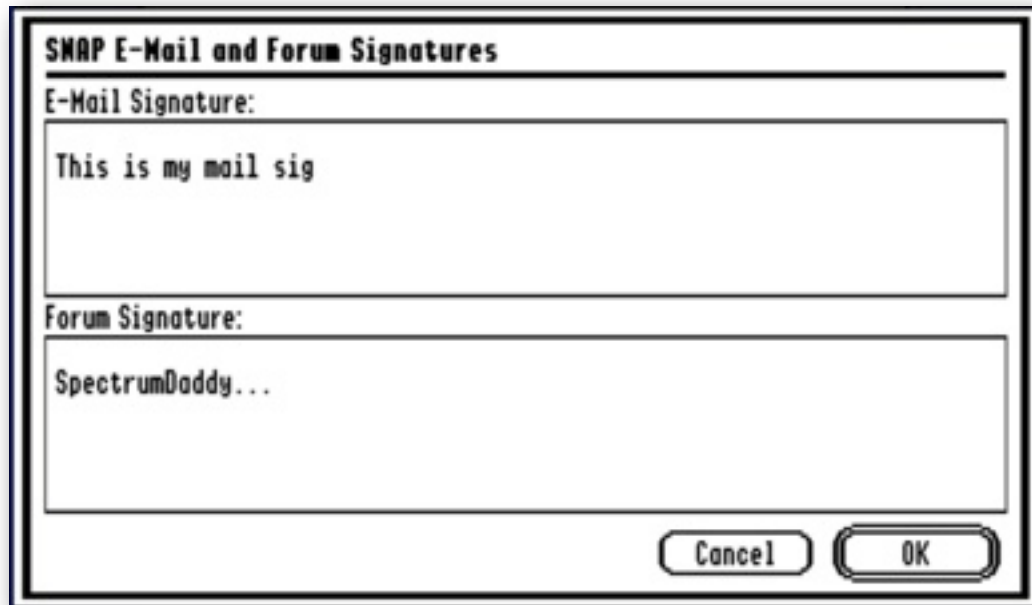 SNAP E-Mail and Forum Signatures
E-Mail Signature:
This is my mail sig
Forum Signature:
SpectrumDaddy...
Cancel OK